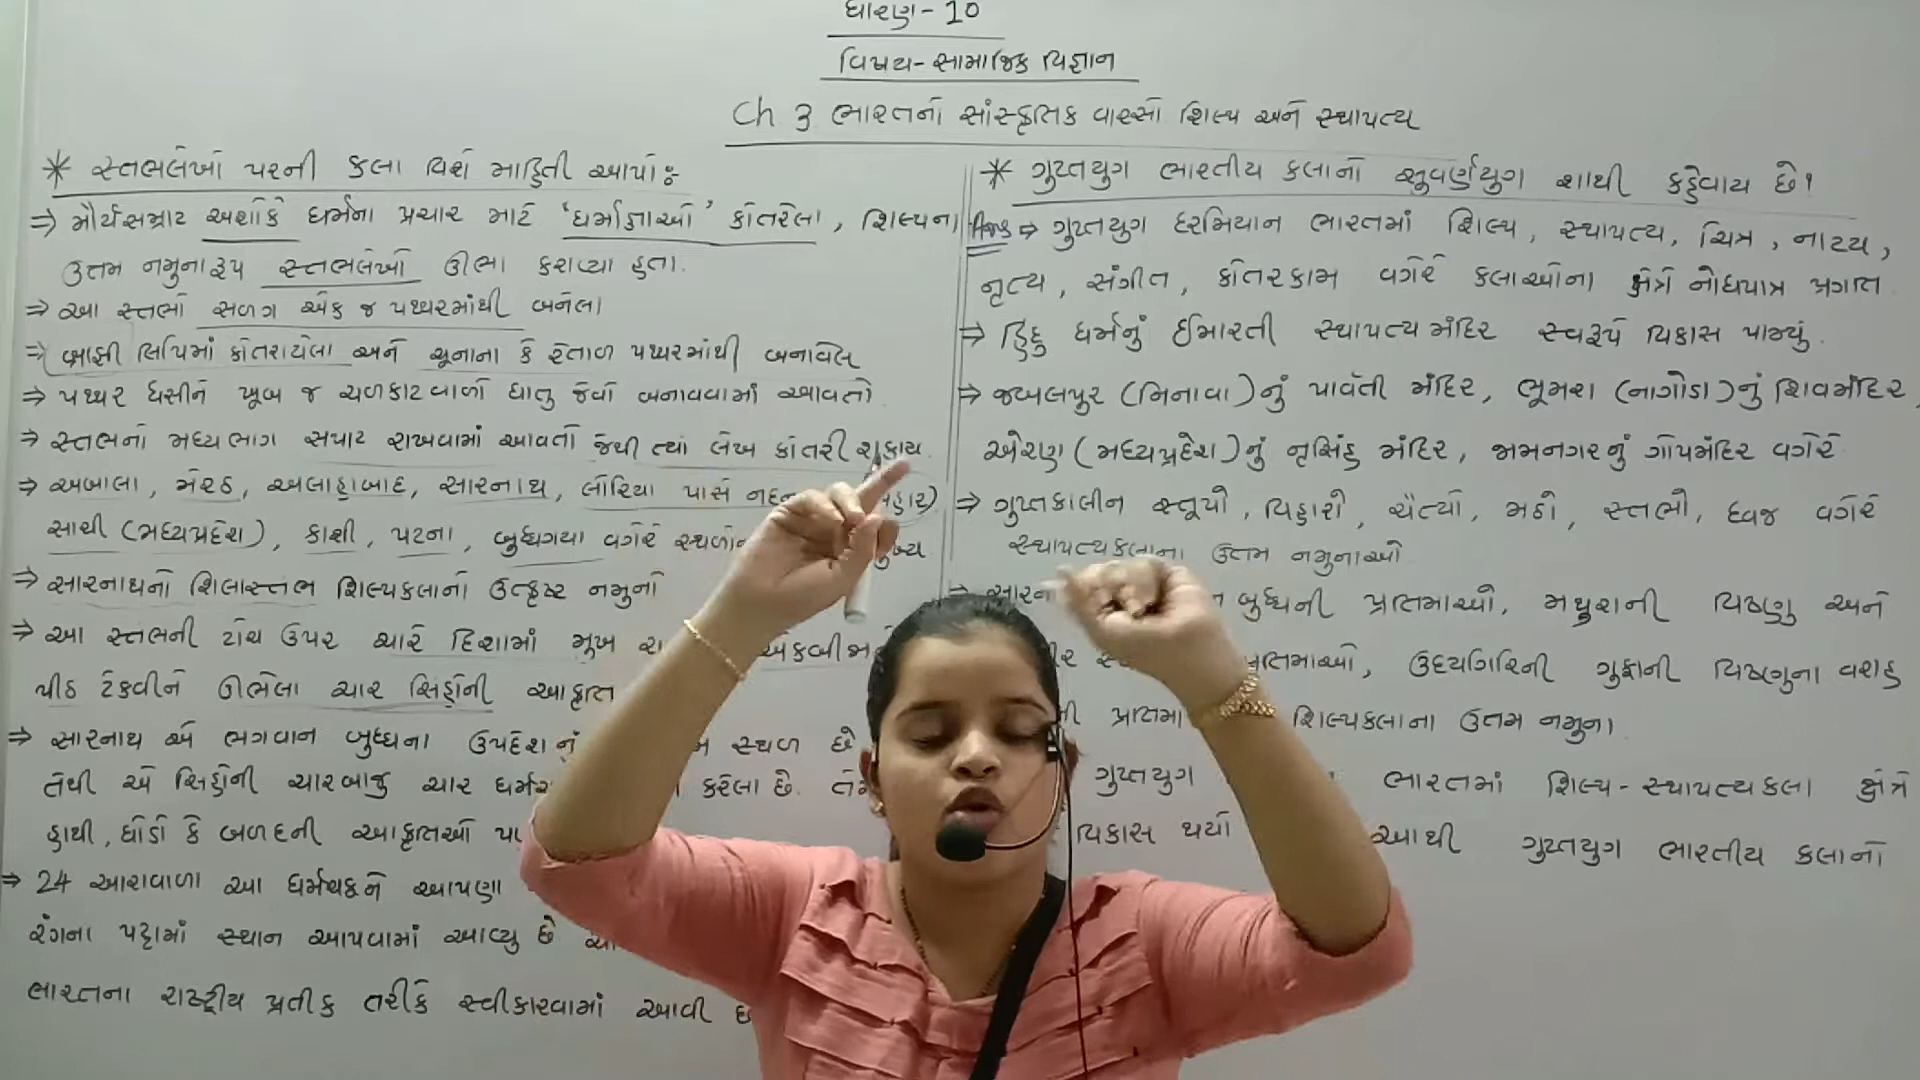 ધોરણ - 10
વિષય - સામાજિક વિજ્ઞાન
Ch 3 ભારતનો સાંસ્કૃતિક વારસો શિલ્પ અને સ્થાપત્ય
* સ્તંભલેખો પરની કલા વિશે માહિતી આપો:-
⇒ મૌર્યસમ્રાટ અશોકે ધર્મના પ્રચાર માટે 'ધર્માજ્ઞાઓ' કોતરેલા, શિલ્પના
ઉત્તમ નમુનારૂપ સ્તંભલેખો ઊભા કરાવ્યા હતા.
⇒ આ સ્તંભો સળંગ એક જ પથ્થરમાંથી બનેલા
⇒ બ્રાહ્મી લિપિમાં કોતરાયેલા અને ચૂનાના કે રેતાળ પથ્થરમાંથી બનાવેલ
⇒ પથ્થર ઘસીને ખૂબ જ ચળકાટવાળો ધાતુ જેવો બનાવવામાં આવતો
⇒ સ્તંભનો મધ્યભાગ સપાટ રાખવામાં આવતો જેથી ત્યાં લેખ કોતરી શકાય
⇒ અંબાલા, મેરઠ, અલાહાબાદ, સારનાથ, લોરિયા પાસે
સાંચી (મધ્યપ્રદેશ), કાશી, પટના, બુધ્ધગયા વગેરે
⇒ સારનાથનો શિલાસ્તંભ શિલ્પકલાનો ઉત્કૃષ્ટ નમુનો
⇒ આ સ્તંભની ટોચ ઉપર ચારે દિશામાં મુખ
પીઠ ટેકવીને ઊભેલા ચાર સિંહોની આકૃતિ
⇒ સારનાથ એ ભગવાન બુધ્ધના ઉપદેશનું સ્થળ છે
તેથી એ સિંહોની ચારબાજુ ચાર કરેલા છે.
હાથી, ઘોડો કે બળદની આકૃતિઓ
⇒ 24 આરાવાળા આ ધર્મચક્રને આપણા
રંગના પટ્ટામાં સ્થાન આપવામાં આવ્યુ છે
ભારતના રાષ્ટ્રીય પ્રતીક તરીકે સ્વીકારવામાં આવી
* ગુપ્તયુગ ભારતીય કલાનો સુવર્ણયુગ શાથી કહેવાય છે?
⇒ ગુપ્તયુગ દરમિયાન ભારતમાં શિલ્પ, સ્થાપત્ય, ચિત્ર, નાટ્ય,
નૃત્ય, સંગીત, કોતરકામ વગેરે કલાઓના ક્ષેત્રે નોંધપાત્ર પ્રગતિ
⇒ હિંદુ ધર્મનું ઈમારતી સ્થાપત્ય મંદિર સ્વરૂપે વિકાસ પામ્યું.
⇒ જબલપુર (તિગાવા)નું પાર્વતી મંદિર, ભૂમરા (નાગોડા)નું શિવમંદિર,
એરણ (મધ્યપ્રદેશ)નું નૃસિંહ મંદિર, જામનગરનું ગોપમંદિર વગેરે
⇒ ગુપ્તકાલીન સ્તૂપો, વિહારો, ચૈત્યો, મઠો, સ્તંભો, ધ્વજ વગેરે
સ્થાપત્યકલાના ઉત્તમ નમુનાઓ
⇒ બુધ્ધની પ્રતિમાઓ, મથુરાની વિષ્ણુ અને
ઉદયગિરિની ગુફાની વિષ્ણુના વરાહ
શિલ્પકલાના ઉત્તમ નમુના.
ગુપ્તયુગ ભારતમાં શિલ્પ - સ્થાપત્યકલા ક્ષેત્રે
વિકાસ થયો આથી ગુપ્તયુગ ભારતીય કલાનો